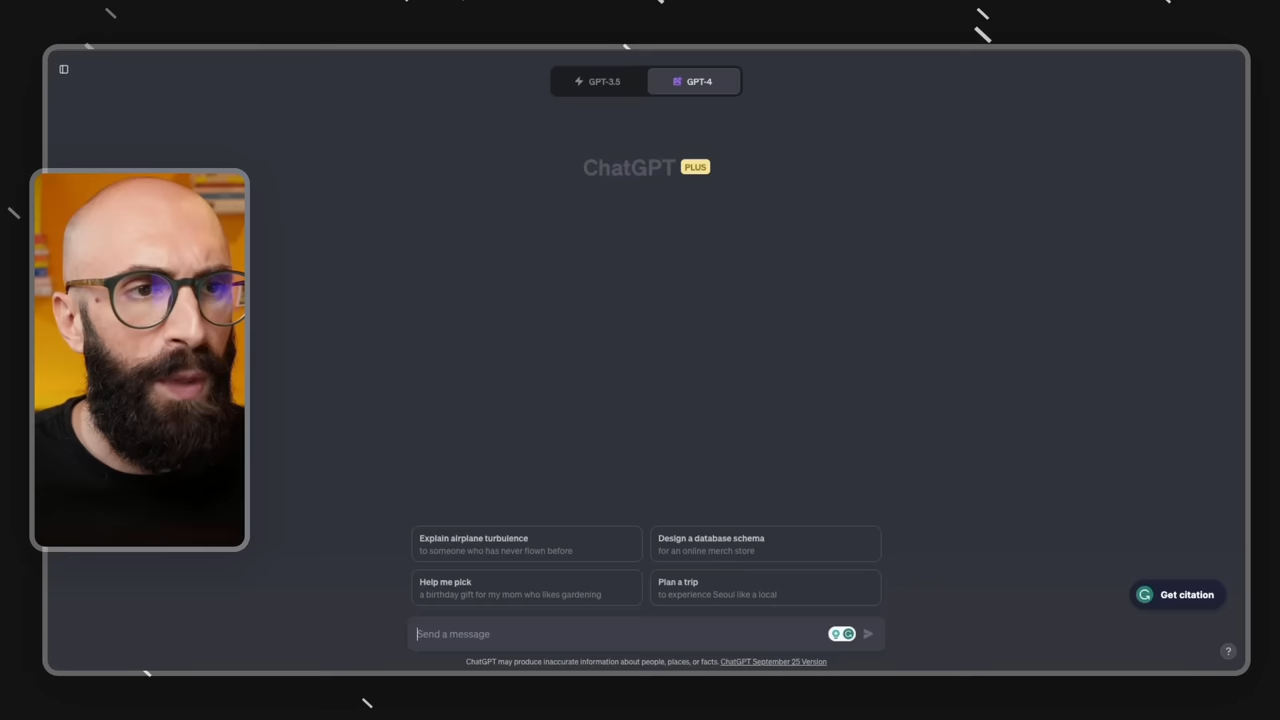 GPT-3.5
GPT-4
ChatGPT PLUS
Explain airplane turbulence
to someone who has never flown before
Design a database schema
for an online merch store
Help me pick
a birthday gift for my mom who likes gardening
Plan a trip
to experience Seoul like a local
Get citation
Send a message
?
ChatGPT may produce inaccurate information about people, places, or facts. ChatGPT September 25 Version